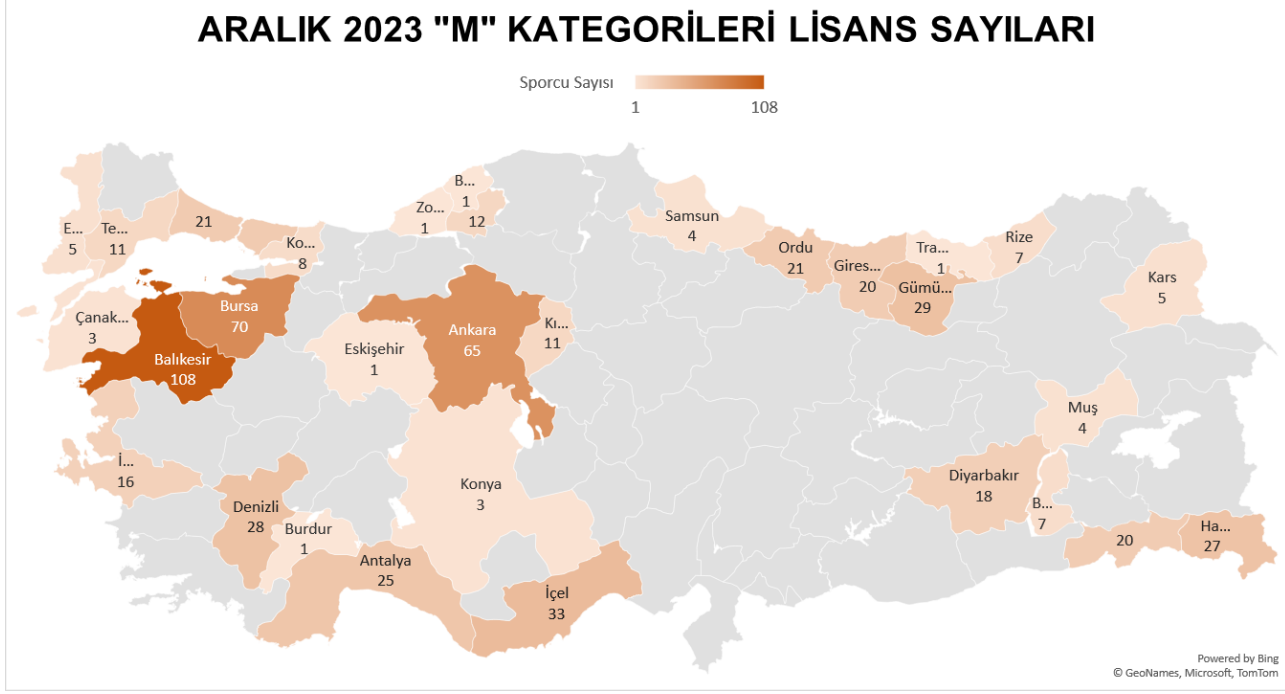 ARALIK 2023 "M" KATEGORİLERİ LİSANS SAYILARI
Sporcu Sayısı
1
108
B...
1
Zo...
1
12
21
E...
5
Te...
11
Ko...
8
Samsun
4
Ordu
21
Gires...
20
Tra...
1
Rize
7
Gümü...
29
Kars
5
Çanak...
3
Bursa
70
Balıkesir
108
Eskişehir
1
Ankara
65
Kı...
11
Muş
4
İ...
16
Denizli
28
Burdur
1
Konya
3
Antalya
25
İçel
33
Diyarbakır
18
B...
7
20
Ha...
27
Powered by Bing
© GeoNames, Microsoft, TomTom